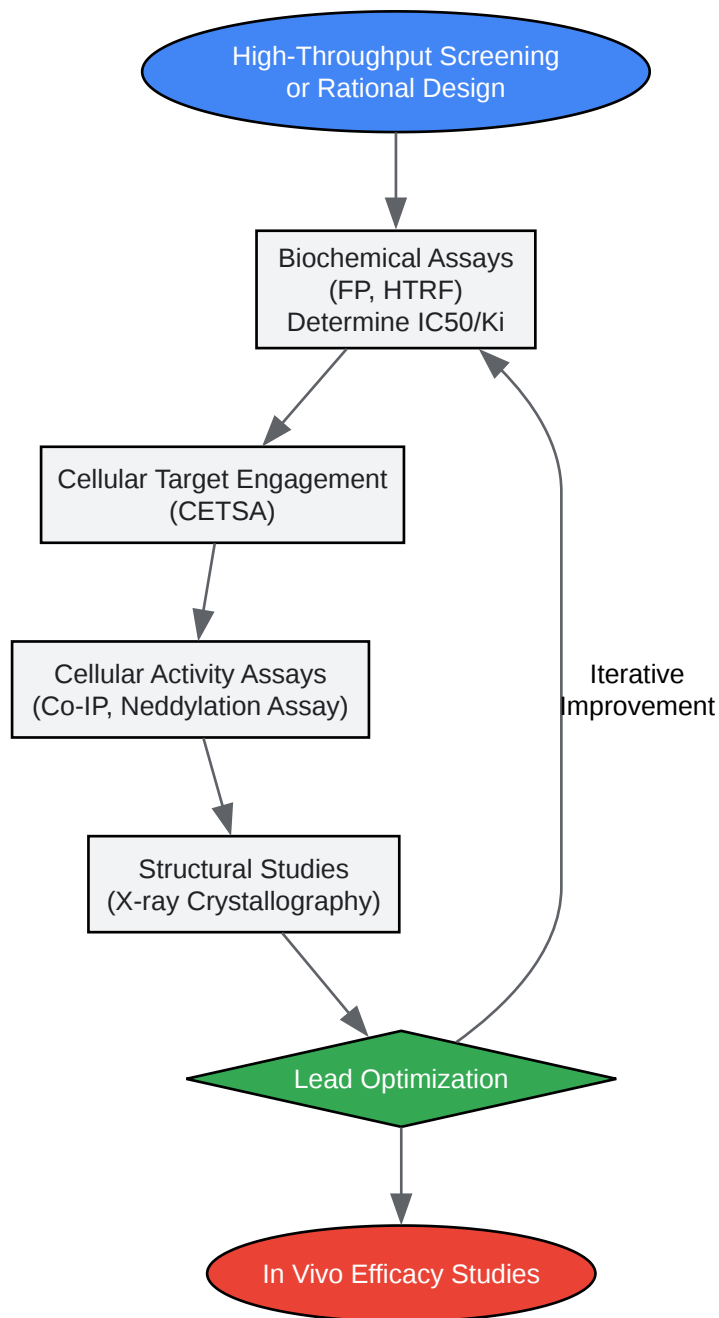 High-Throughput Screening
or Rational Design
Biochemical Assays
(FP, HTRF)
Determine IC50/Ki
Cellular Target Engagement
(CETSA)
Cellular Activity Assays
(Co-IP, Neddylation Assay)
Iterative
Improvement
Structural Studies
(X-ray Crystallography)
Lead Optimization
In Vivo Efficacy Studies